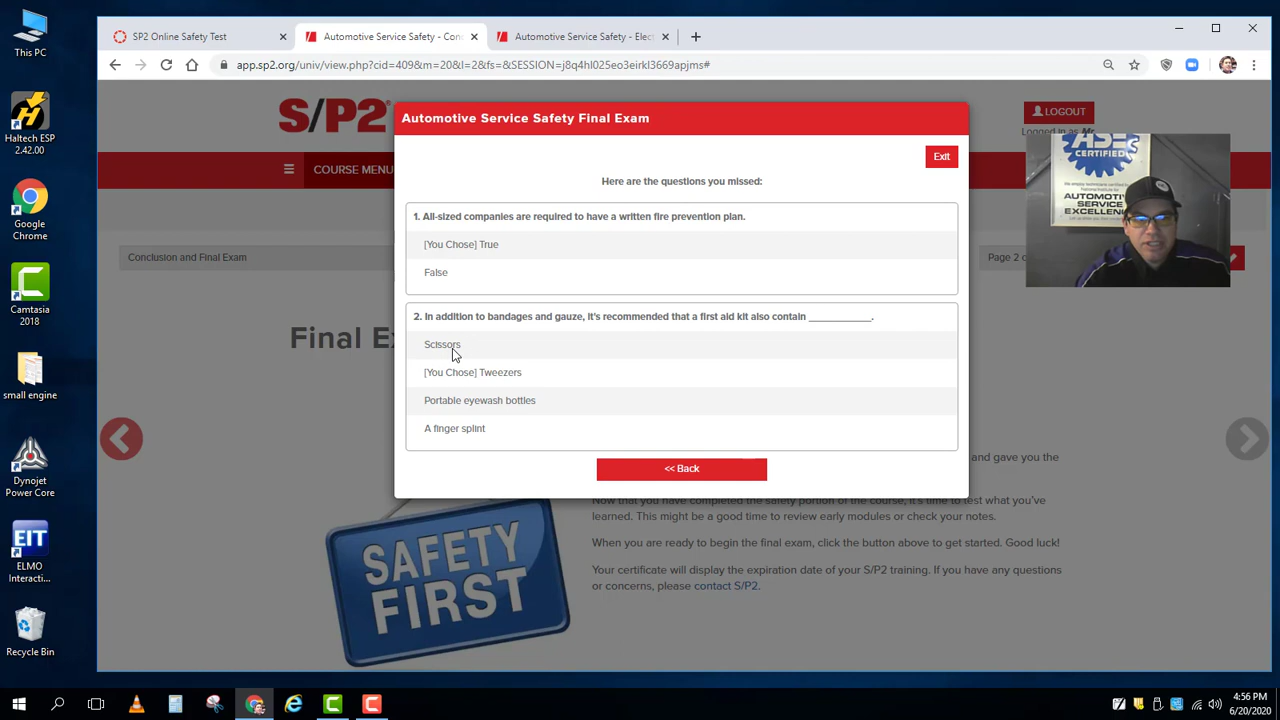 This PC
Haltech ESP
2.42.00
Google
Chrome
Camtasia
2018
small engine
Dynojet
Power Core
EIT
ELMO
Interacti...
Recycle Bin
SP2 Online Safety Test
Automotive Service Safety - Con
Automotive Service Safety - Elect
app.sp2.org/univ/view.php?cid=409&m=20&l=2&fs=&SESSION=j8q4hl025eo3eirkl3669apjms#
S/P2
LOGOUT
Logged in as Mr.
COURSE MENU
Conclusion and Final Exam
Page 2 o
Automotive Service Safety Final Exam
Exit
Here are the questions you missed:
1. All-sized companies are required to have a written fire prevention plan.
[You Chose] True
False
2. In addition to bandages and gauze, it's recommended that a first aid kit also contain ____________.
Scissors
[You Chose] Tweezers
Portable eyewash bottles
A finger splint
<< Back
ASE
CERTIFIED
AUTOMOTIVE
SERVICE
EXCELLENCE
Final E
and gave you the
Now that you have completed the safety portion of the course, it's time to test what you've
learned. This might be a good time to review early modules or check your notes.
When you are ready to begin the final exam, click the button above to get started. Good luck!
Your certificate will display the expiration date of your S/P2 training. If you have any questions
or concerns, please contact S/P2.
SAFETY
FIRST
4:56 PM
6/20/2020